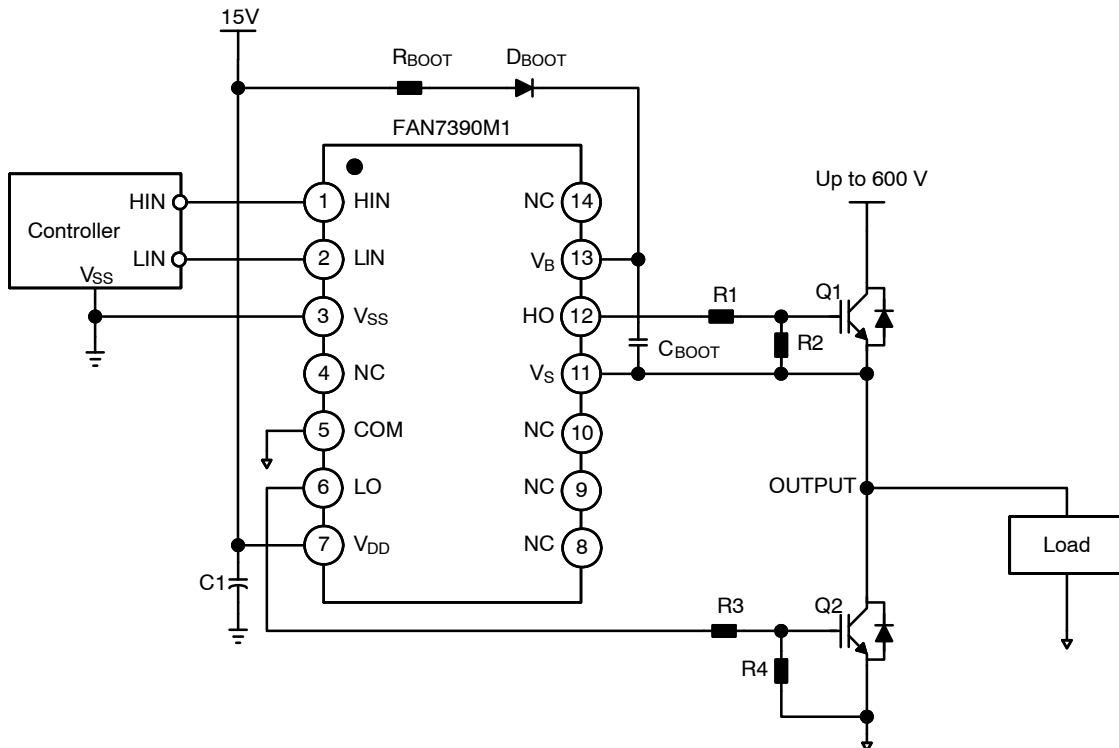 15V
RBOOT DBOOT
FAN7390M1
Up to 600 V
Controller
HIN
LIN
VSS
1 HIN
2 LIN
3 VSS
4 NC
5 COM
6 LO
7 VDD
NC 14
VB 13
HO 12
VS 11
NC 10
NC 9
NC 8
CBOOT
R1
R2
Q1
OUTPUT
Load
C1
R3
R4
Q2